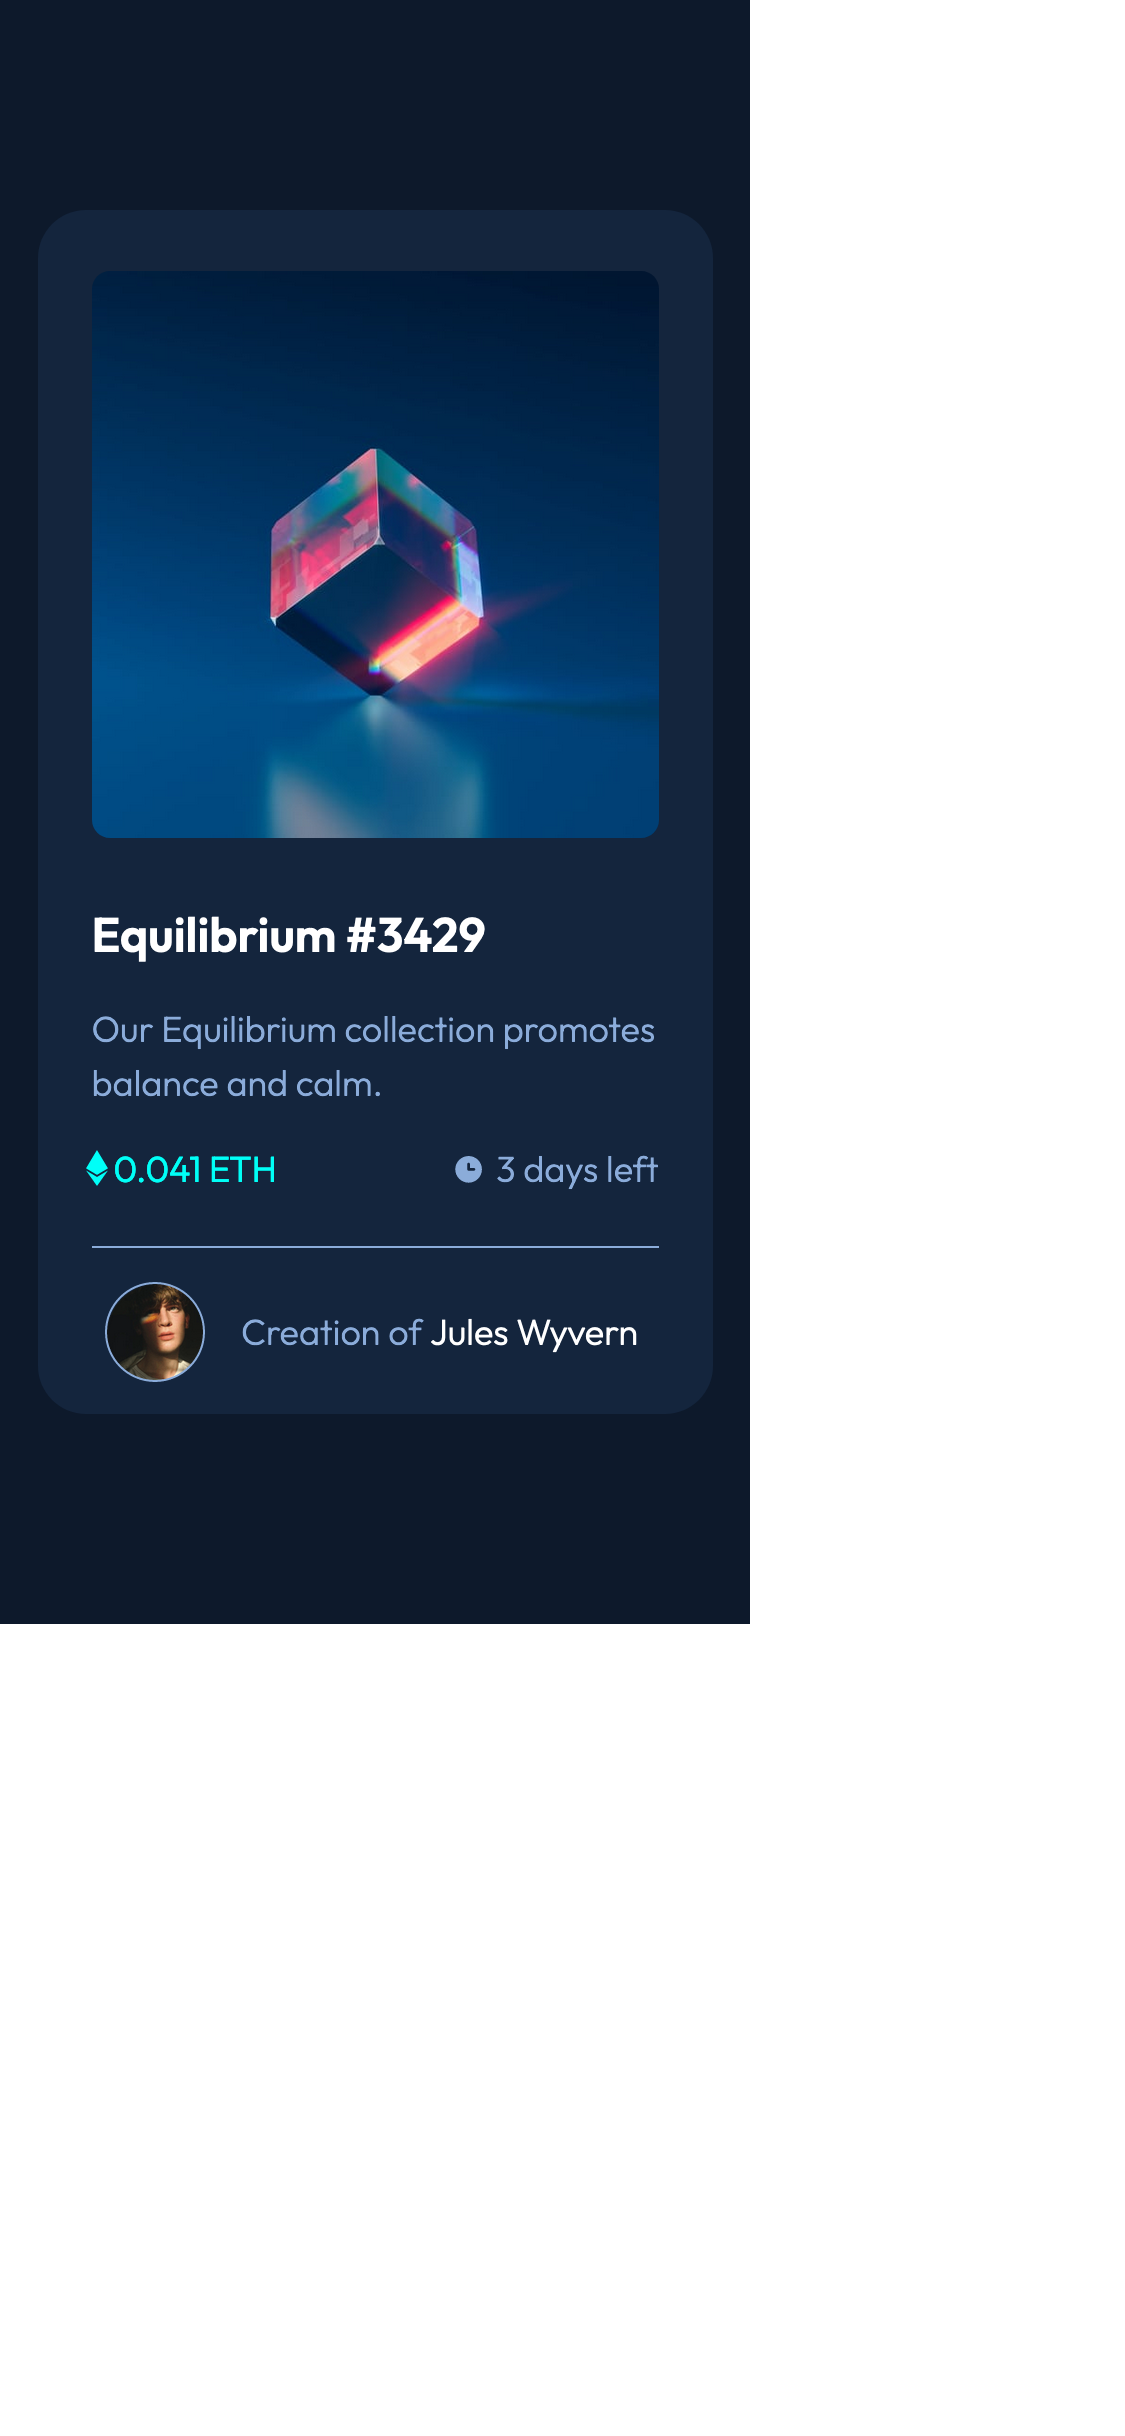 Equilibrium #3429
Our Equilibrium collection promotes
balance and calm.
0.041 ETH 3 days left
Creation of Jules Wyvern